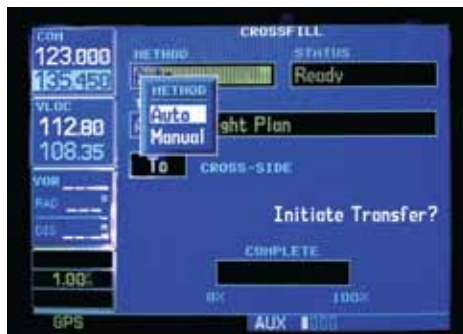 COM
123.000
135.450
VLOC
112.80
108.35
VOR
RAD
DIS
1.00
GPS
CROSSFILL
METHOD
STATUS
Ready
METHOD
Auto
Manual
ght Plan
To
CROSS-SIDE
Initiate Transfer?
COMPLETE
0%
100%
AUX